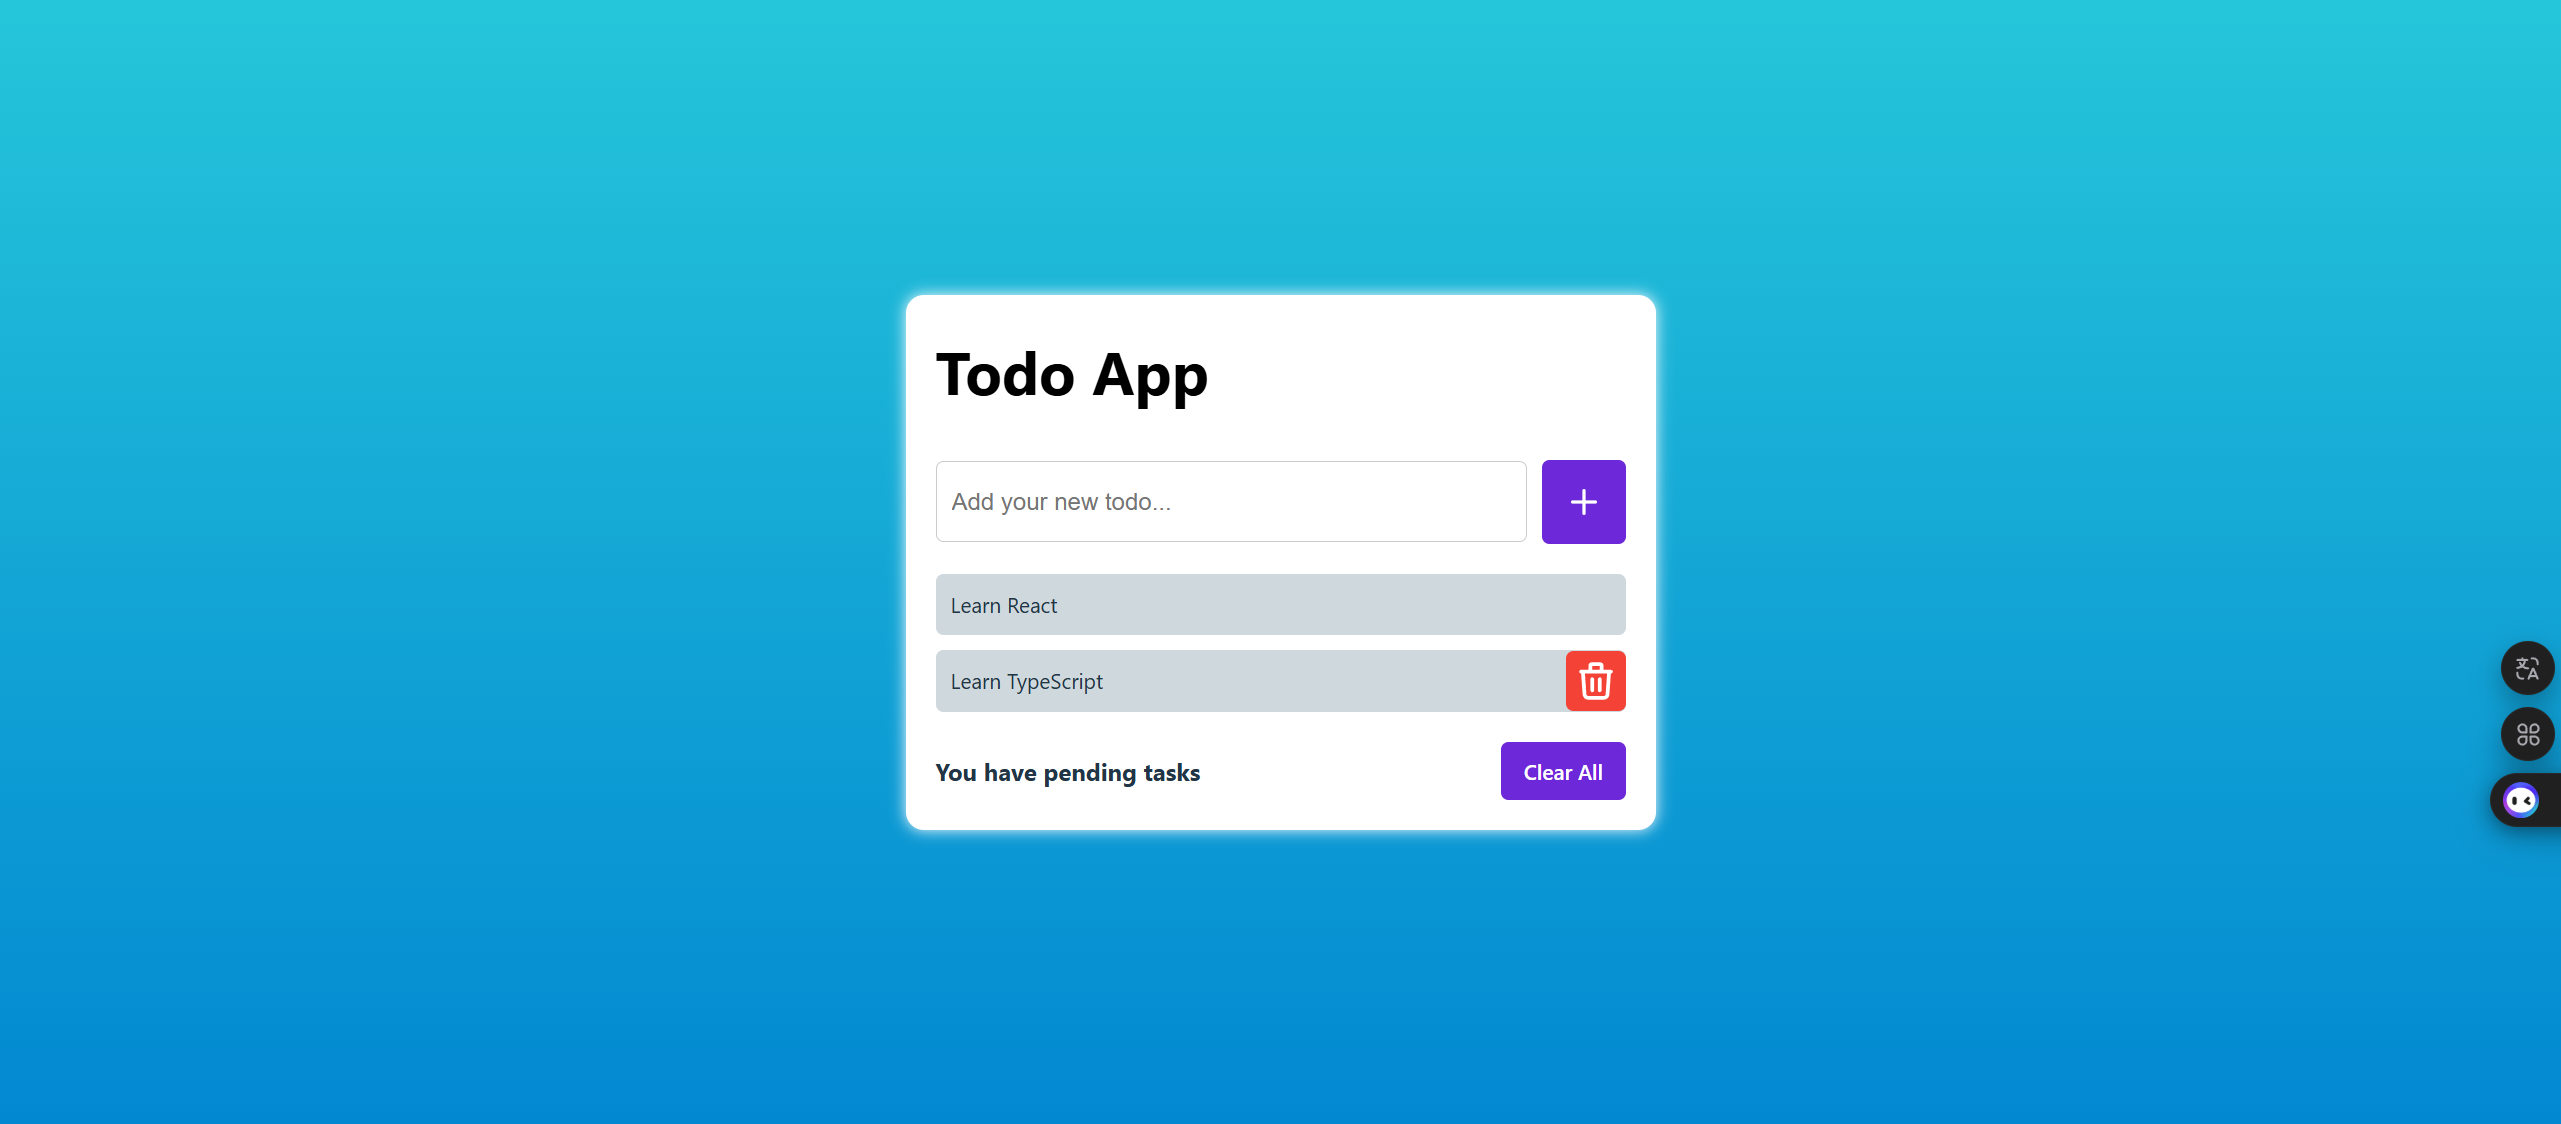 Todo App
Add your new todo...
Learn React
Learn TypeScript
You have pending tasks
Clear All